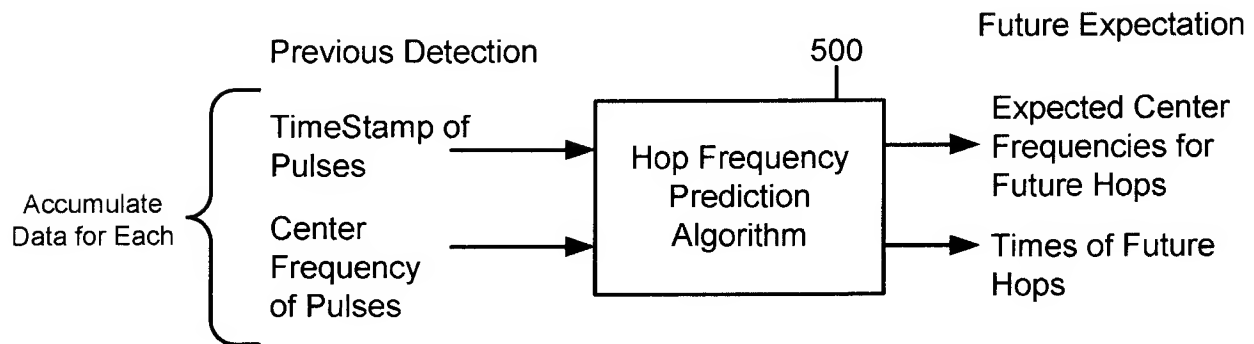 Previous Detection
500
Future Expectation
Accumulate
Data for Each
TimeStamp of
Pulses
Center
Frequency
of Pulses
Hop Frequency
Prediction
Algorithm
Expected Center
Frequencies for
Future Hops
Times of Future
Hops